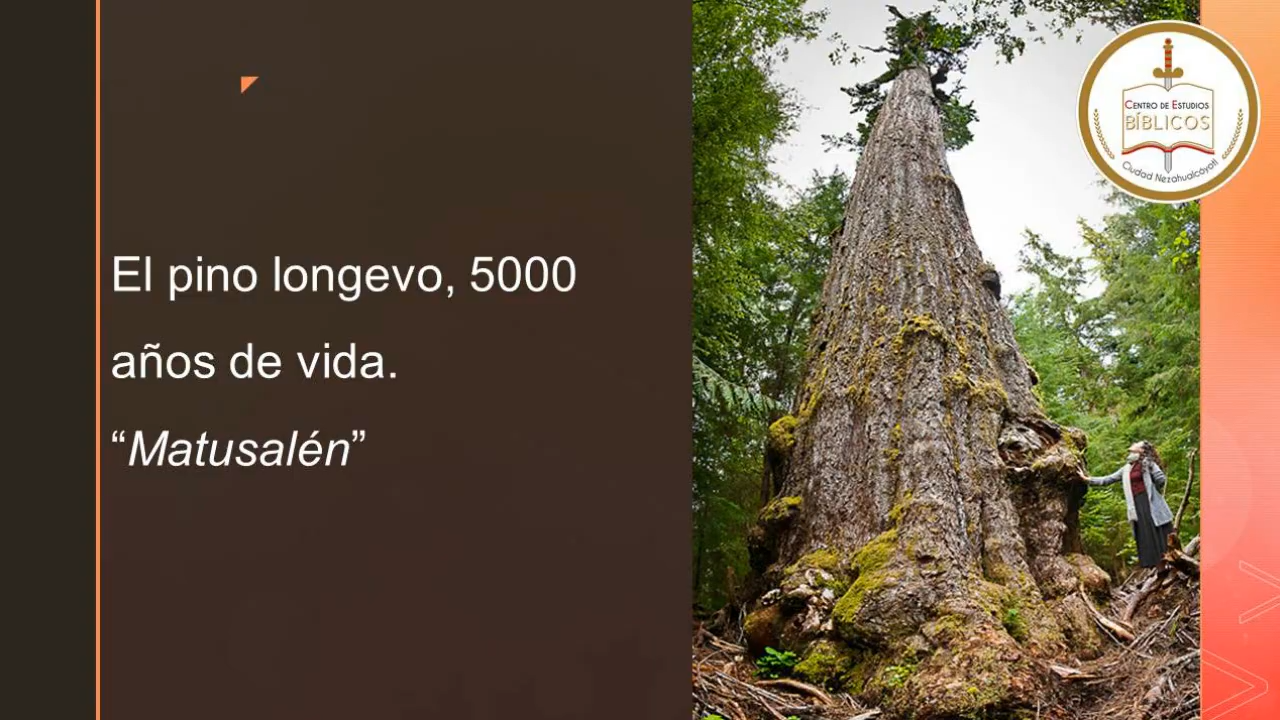 El pino longevo, 5000
años de vida.
“Matusalén”
CENTRO DE ESTUDIOS
BÍBLICOS
Ciudad Nezahualcóyotl